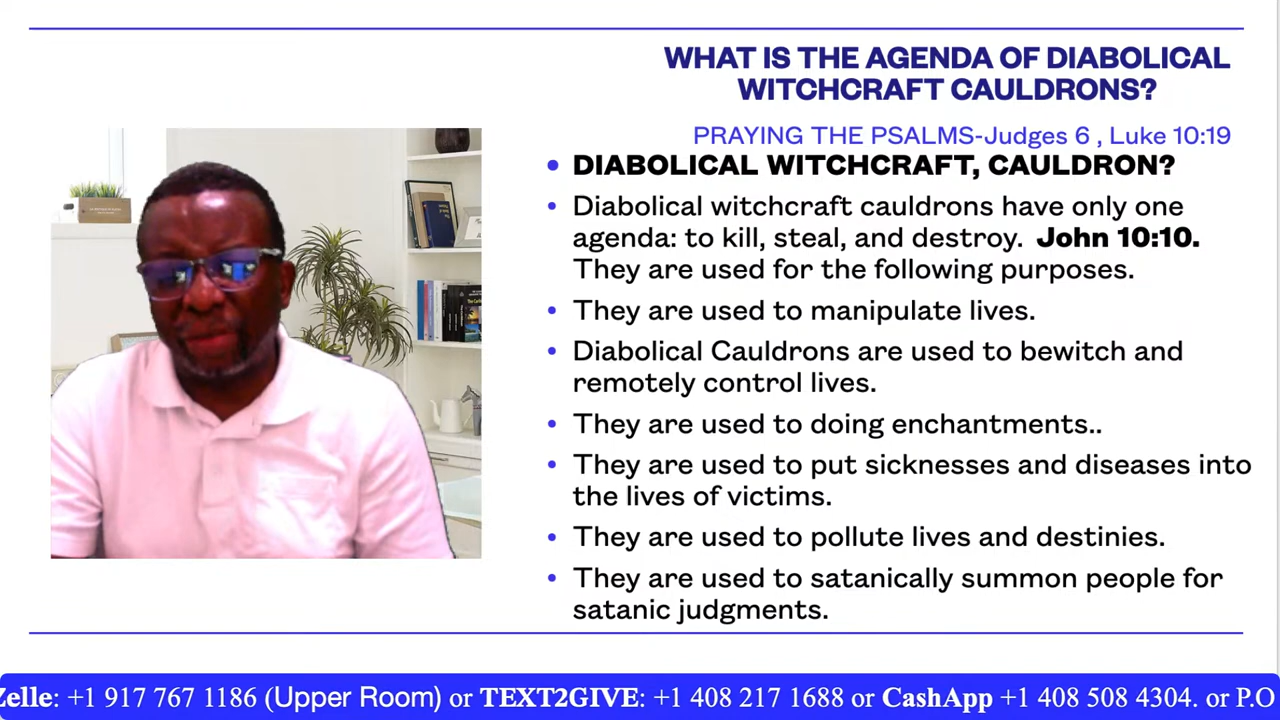 WHAT IS THE AGENDA OF DIABOLICAL
WITCHCRAFT CAULDRONS?
PRAYING THE PSALMS-Judges 6 , Luke 10:19
• DIABOLICAL WITCHCRAFT, CAULDRON?
• Diabolical witchcraft cauldrons have only one
agenda: to kill, steal, and destroy. John 10:10.
They are used for the following purposes.
• They are used to manipulate lives.
• Diabolical Cauldrons are used to bewitch and
remotely control lives.
• They are used to doing enchantments..
• They are used to put sicknesses and diseases into
the lives of victims.
• They are used to pollute lives and destinies.
• They are used to satanically summon people for
satanic judgments.
Zelle: +1 917 767 1186 (Upper Room) or TEXT2GIVE: +1 408 217 1688 or CashApp +1 408 508 4304. or P.O